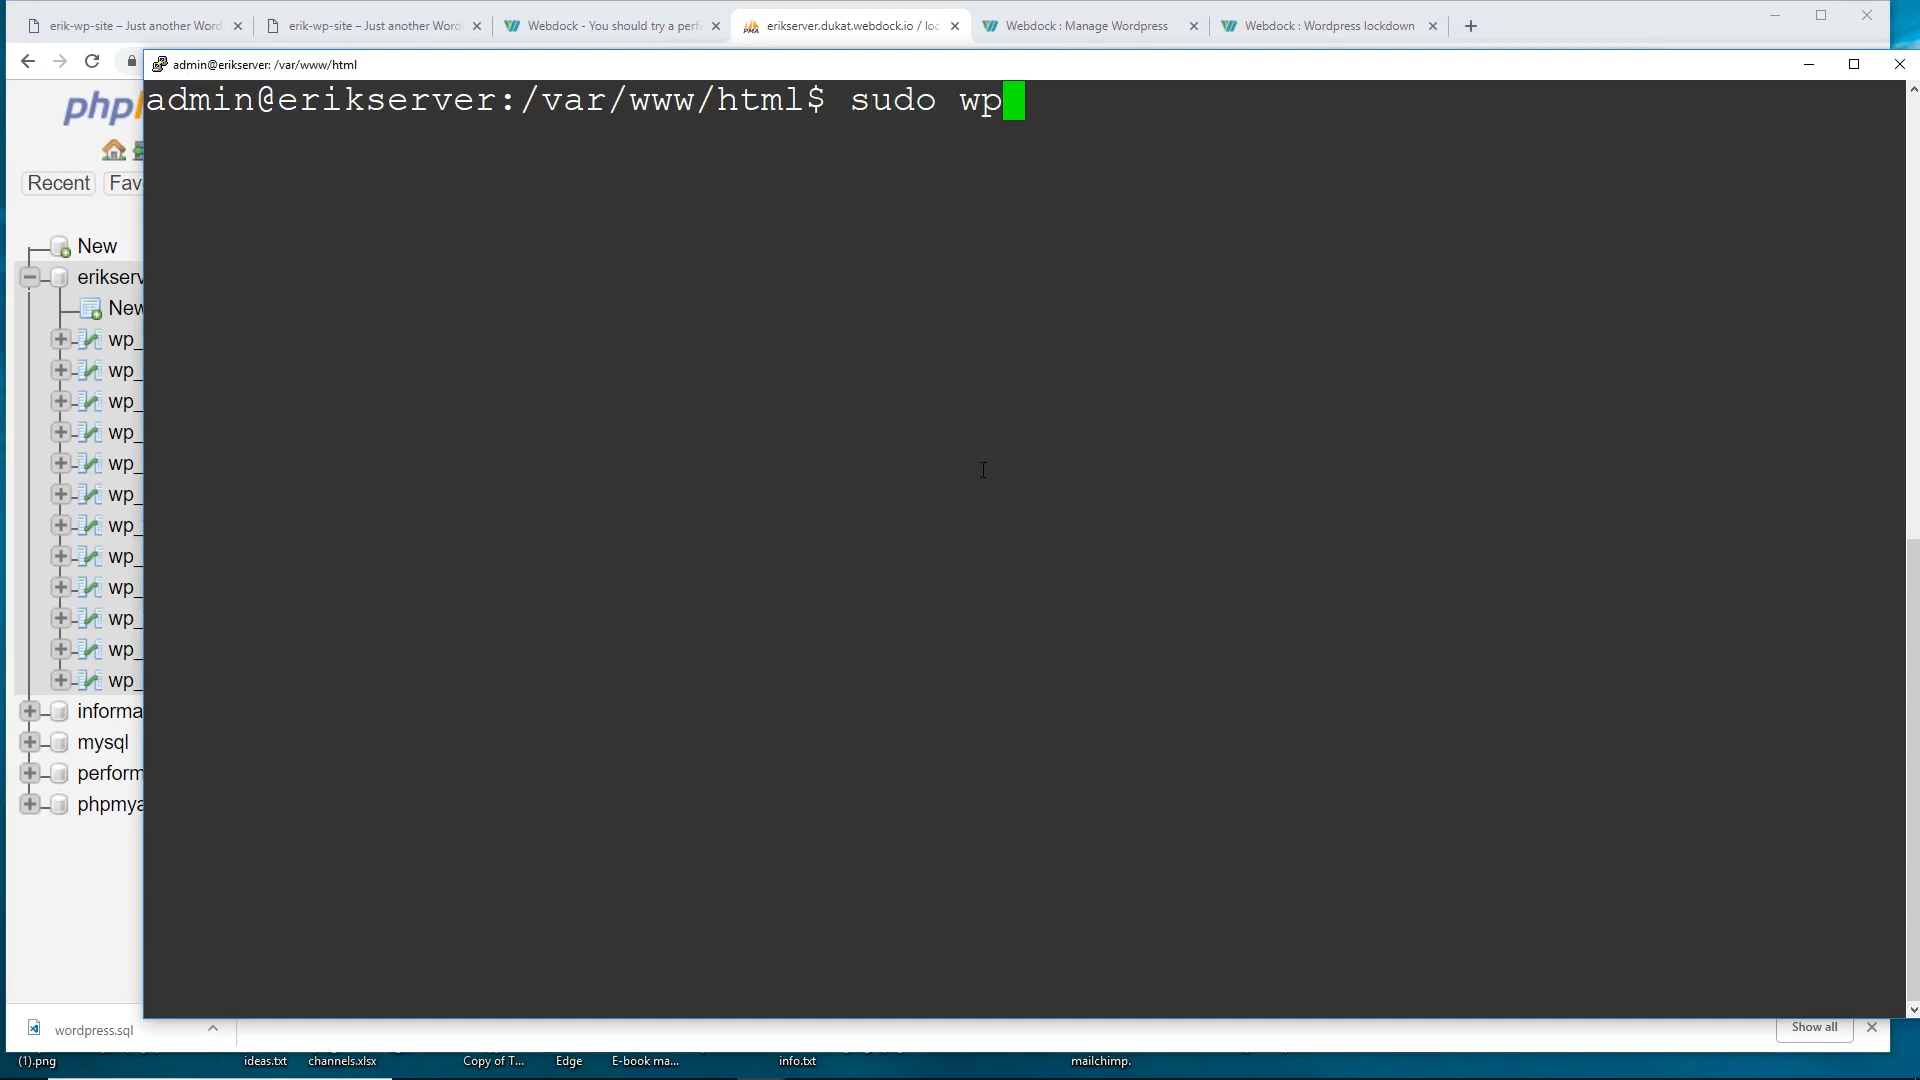 erik-wp-site – Just another Word
erik-wp-site – Just another Word
Webdock - You should try a perfe
erikserver.dukat.webdock.io / loc
Webdock : Manage Wordpress
Webdock : Wordpress lockdown
admin@erikserver: /var/www/html
php
PMA
admin@erikserver:/var/www/html$ sudo wp
Recent
Fav
New
erikserv
New
wp_
wp_
wp_
wp_
wp_
wp_
wp_
wp_
wp_
wp_
wp_
wp_
informa
mysql
perform
phpmya
wordpress.sql
Show all
(1).png
ideas.txt
channels.xlsx
Copy of T...
Edge
E-book ma...
info.txt
mailchimp.